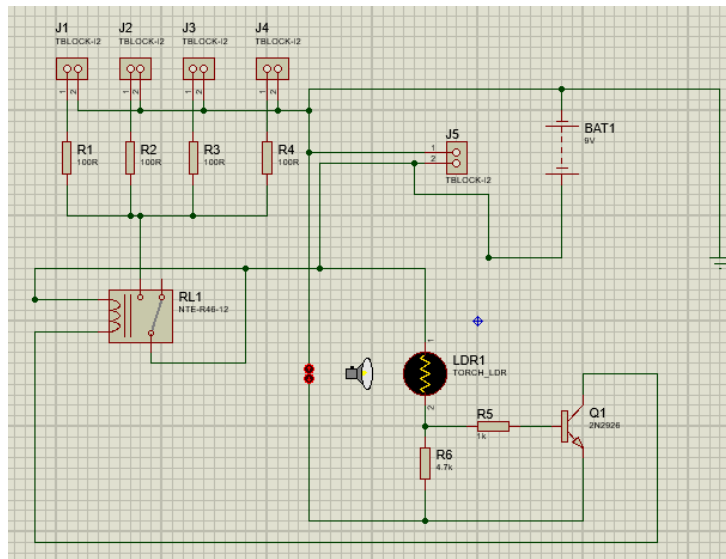 J1 J2 J3 J4
TBLOCK-I2 TBLOCK-I2 TBLOCK-I2 TBLOCK-I2
1 2 1 2 1 2 1 2
R1 R2 R3 R4
100R 100R 100R 100R
J5
1
2
TBLOCK-I2
BAT1
9V
RL1
NTE-R46-12
1
LDR1
TORCH_LDR
2
R5
1k
Q1
2N2926
R6
4.7k